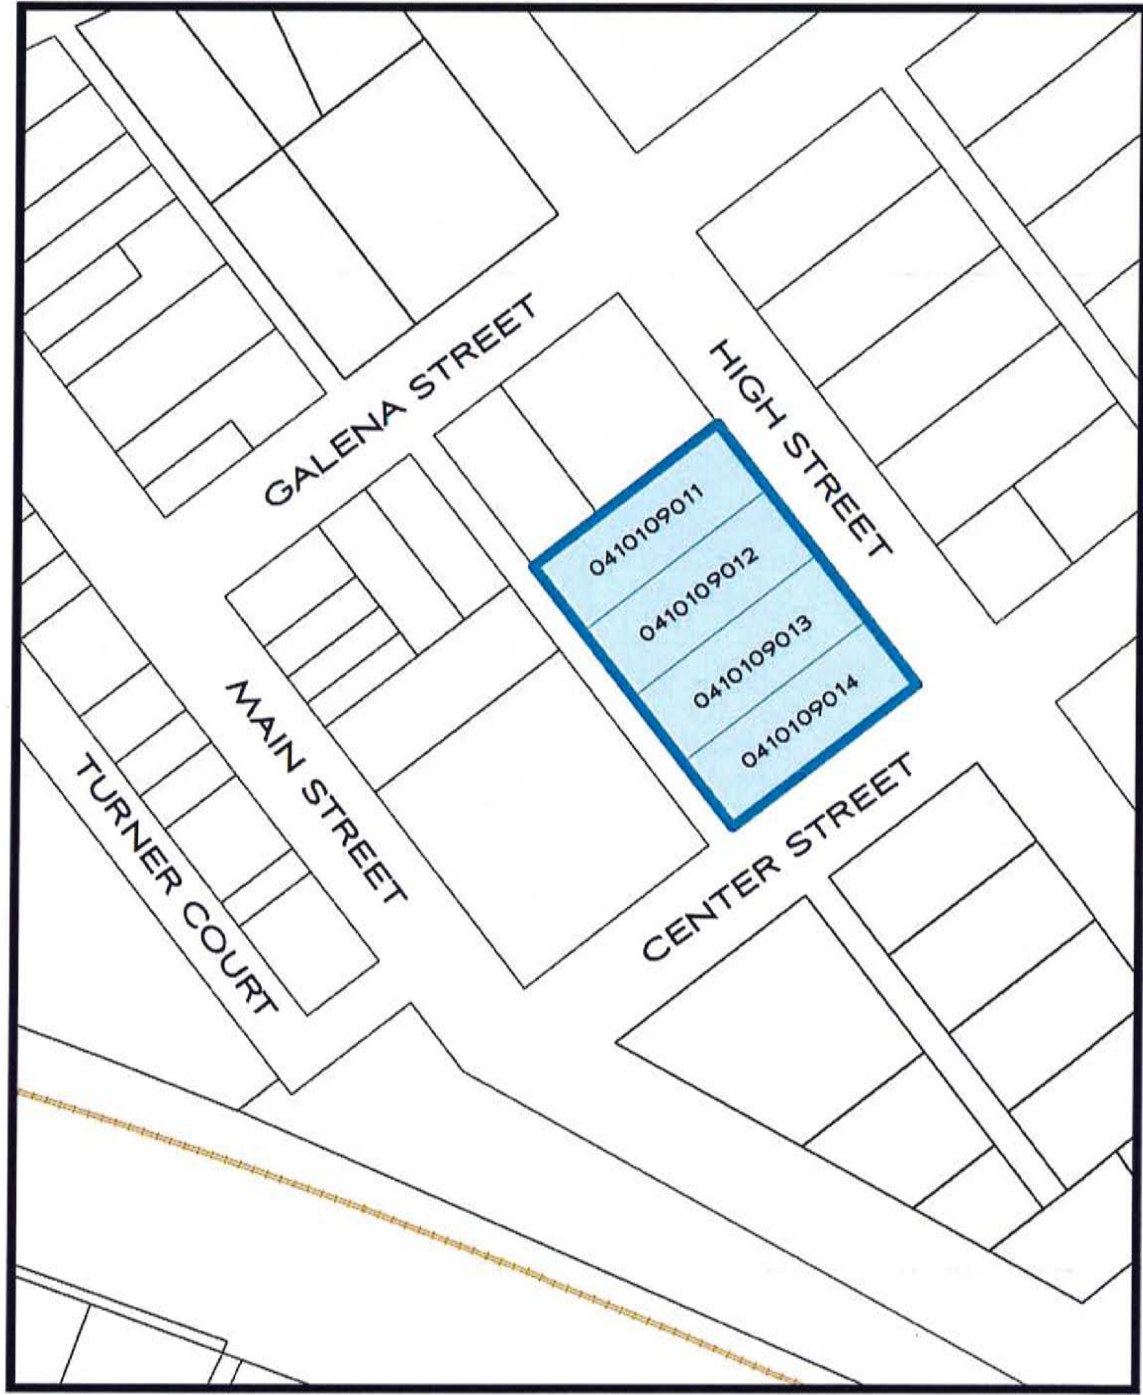 GALENA STREET
HIGH STREET
0410109011
0410109012
0410109013
0410109014
MAIN STREET
TURNER COURT
CENTER STREET